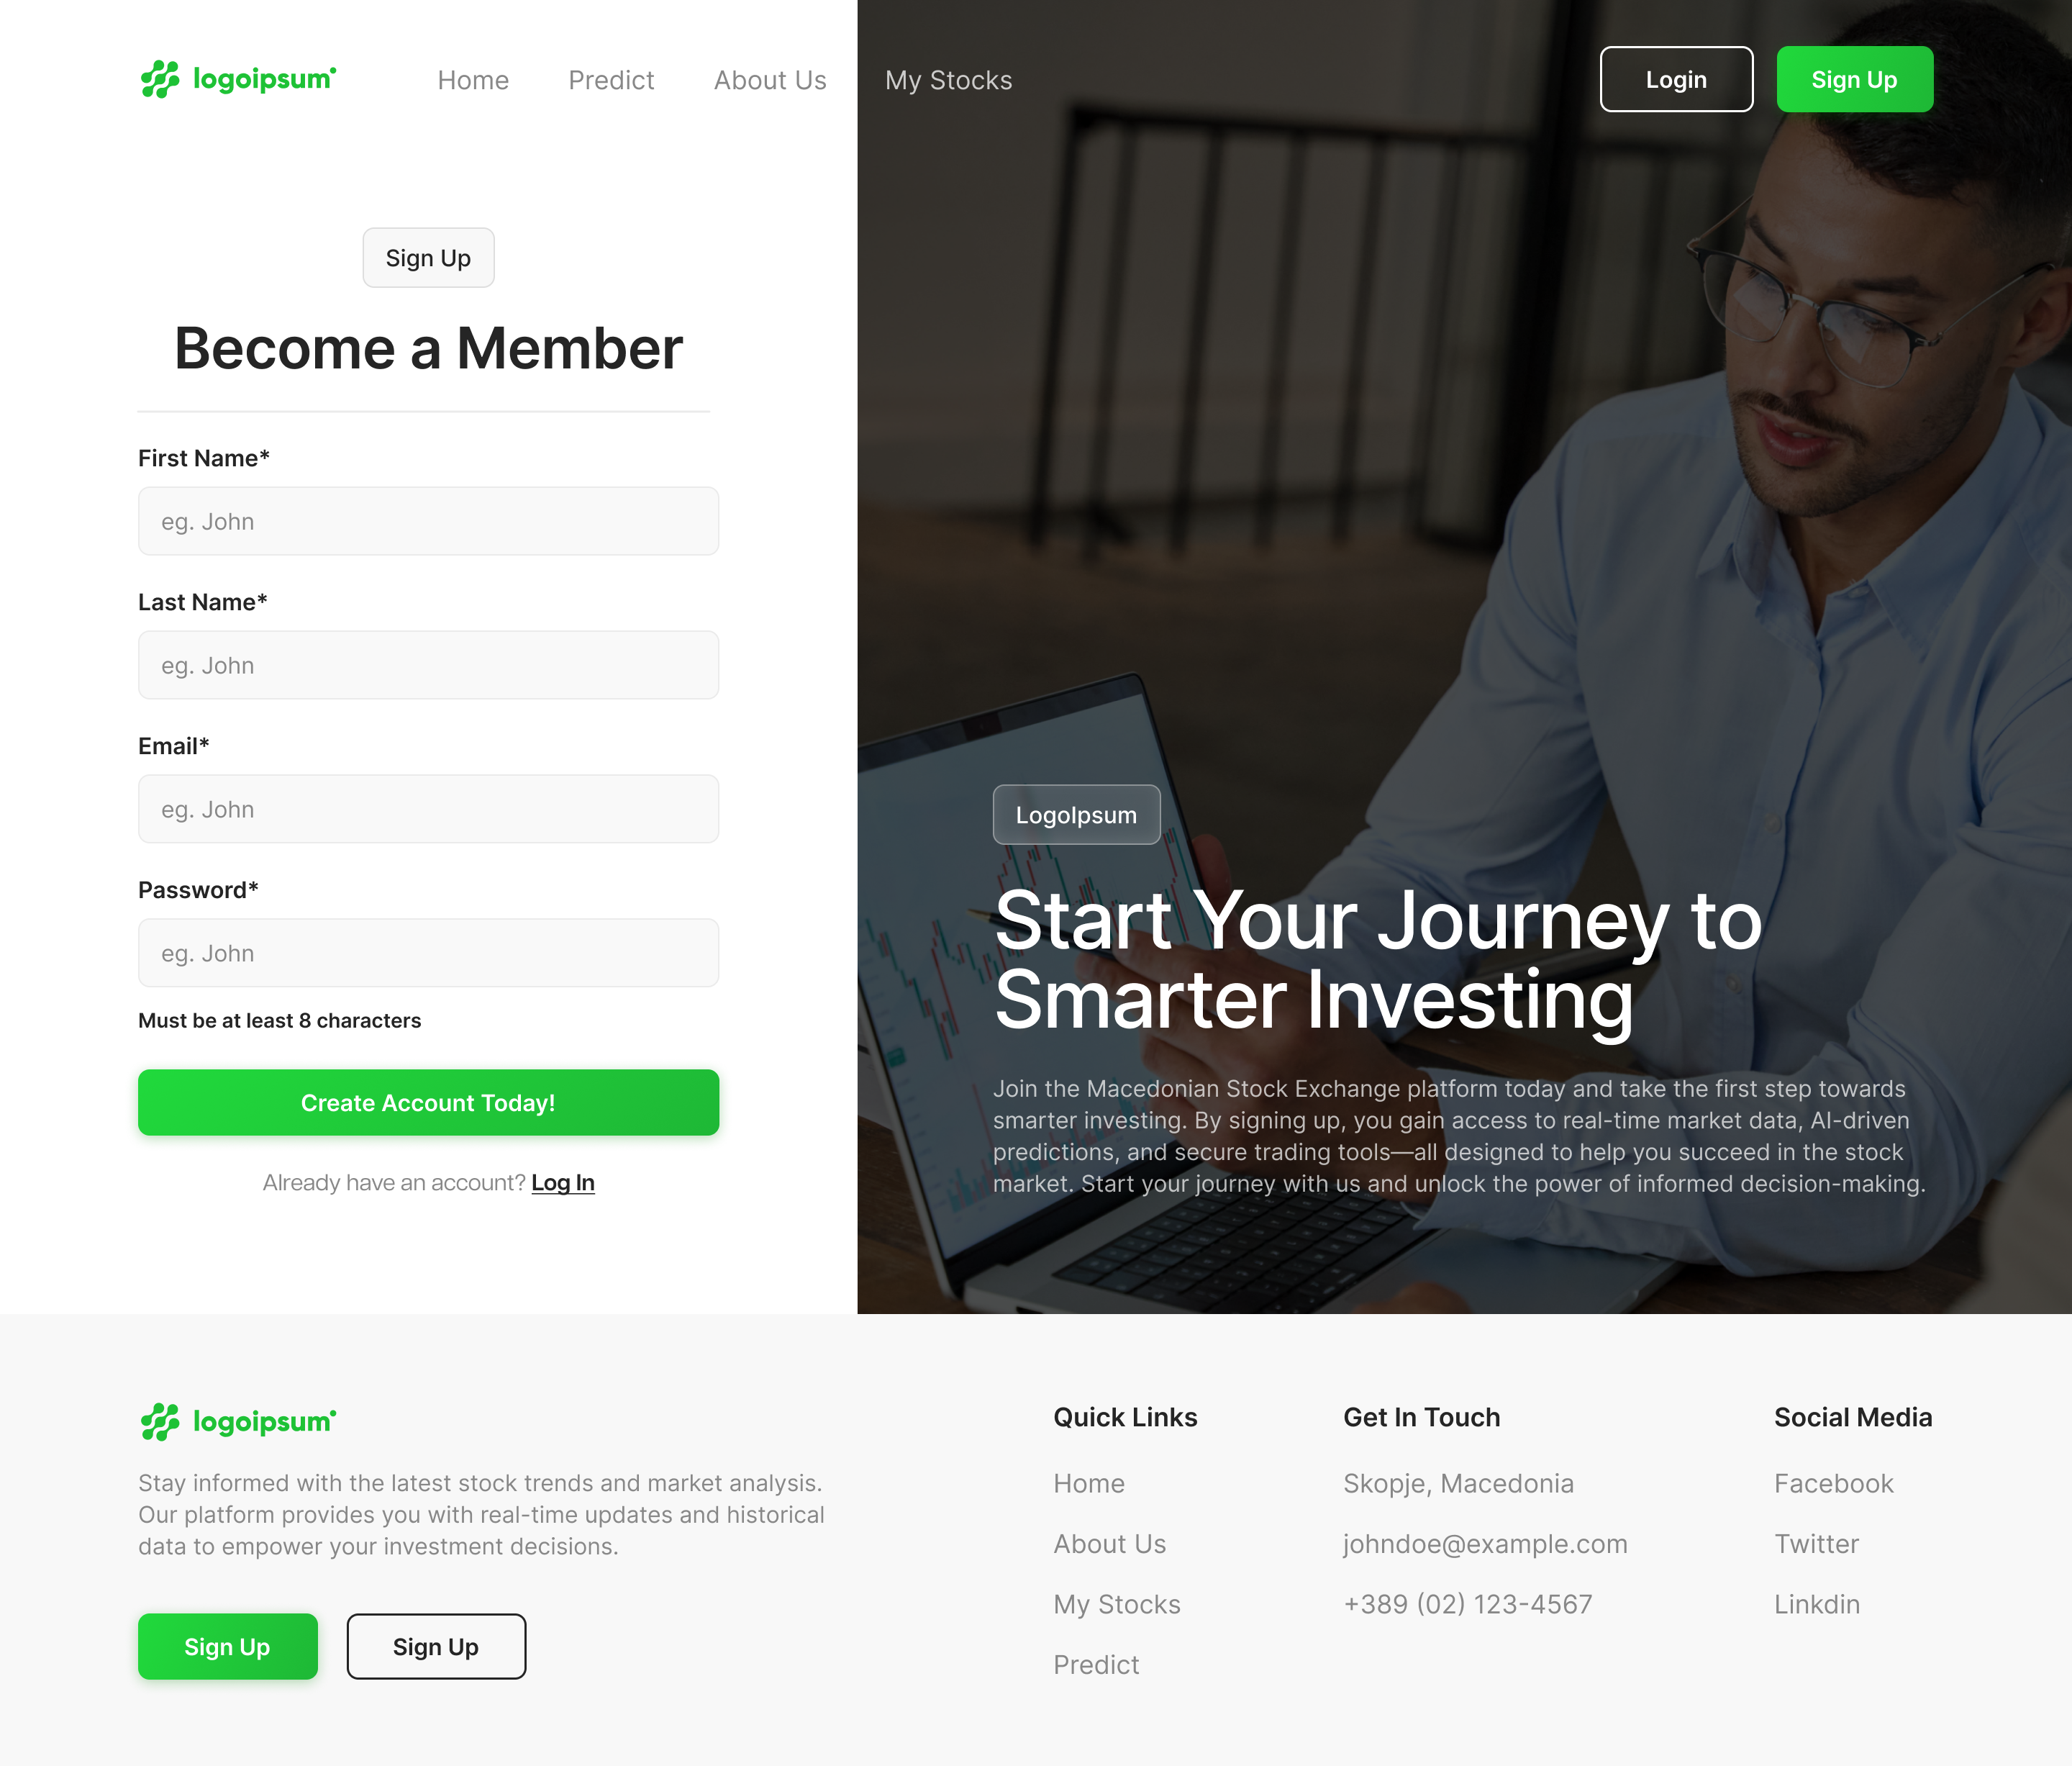 logoipsum
Home
Predict
About Us
My Stocks
Login
Sign Up
Sign Up
Become a Member
First Name*
eg. John
Last Name*
eg. John
Email*
eg. John
Password*
eg. John
Must be at least 8 characters
Create Account Today!
Already have an account? Log In
LogoIpsum
Start Your Journey to
Smarter Investing
Join the Macedonian Stock Exchange platform today and take the first step towards
smarter investing. By signing up, you gain access to real-time market data, AI-driven
predictions, and secure trading tools—all designed to help you succeed in the stock
market. Start your journey with us and unlock the power of informed decision-making.
logoipsum
Stay informed with the latest stock trends and market analysis.
Our platform provides you with real-time updates and historical
data to empower your investment decisions.
Sign Up
Sign Up
Quick Links
Home
About Us
My Stocks
Predict
Get In Touch
Skopje, Macedonia
johndoe@example.com
+389 (02) 123-4567
Social Media
Facebook
Twitter
Linkdin